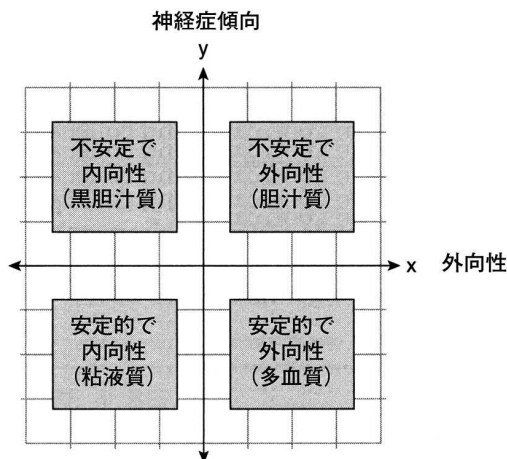 神経症傾向
y
不安定で
内向性
(黒胆汁質)
不安定で
外向性
(胆汁質)
x 外向性
安定的で
内向性
(粘液質)
安定的で
外向性
(多血質)